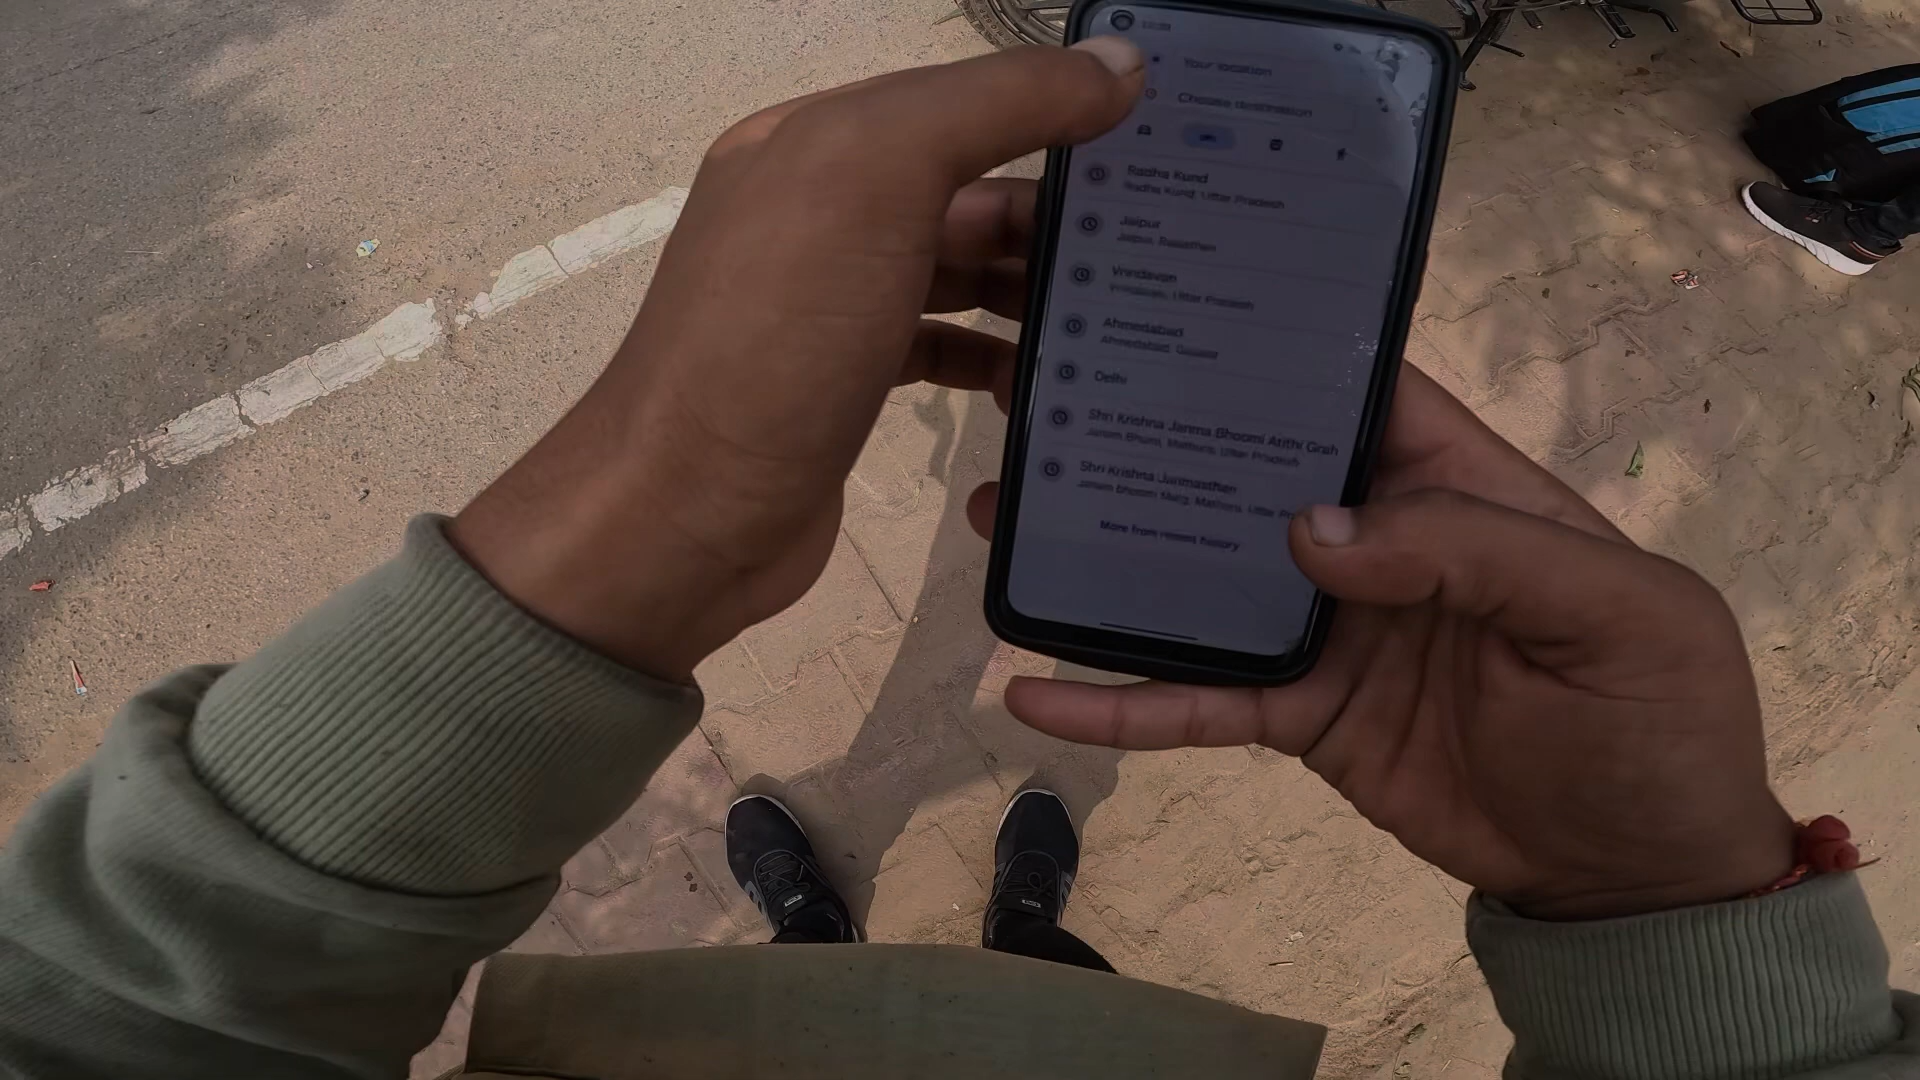 Your location
Choose destination
Radha Kund
Radha Kund, Uttar Pradesh
Jaipur
Jaipur, Rajasthan
Vrindavan
Vrindavan, Uttar Pradesh
Ahmedabad
Ahmedabad, Gujarat
Delhi
Shri Krishna Janma Bhoomi Atithi Grah
Janam Bhumi, Mathura, Uttar Pradesh
Shri Krishna Janmasthan
Janam bhoomi Marg, Mathura, Uttar Pr
More from recent history